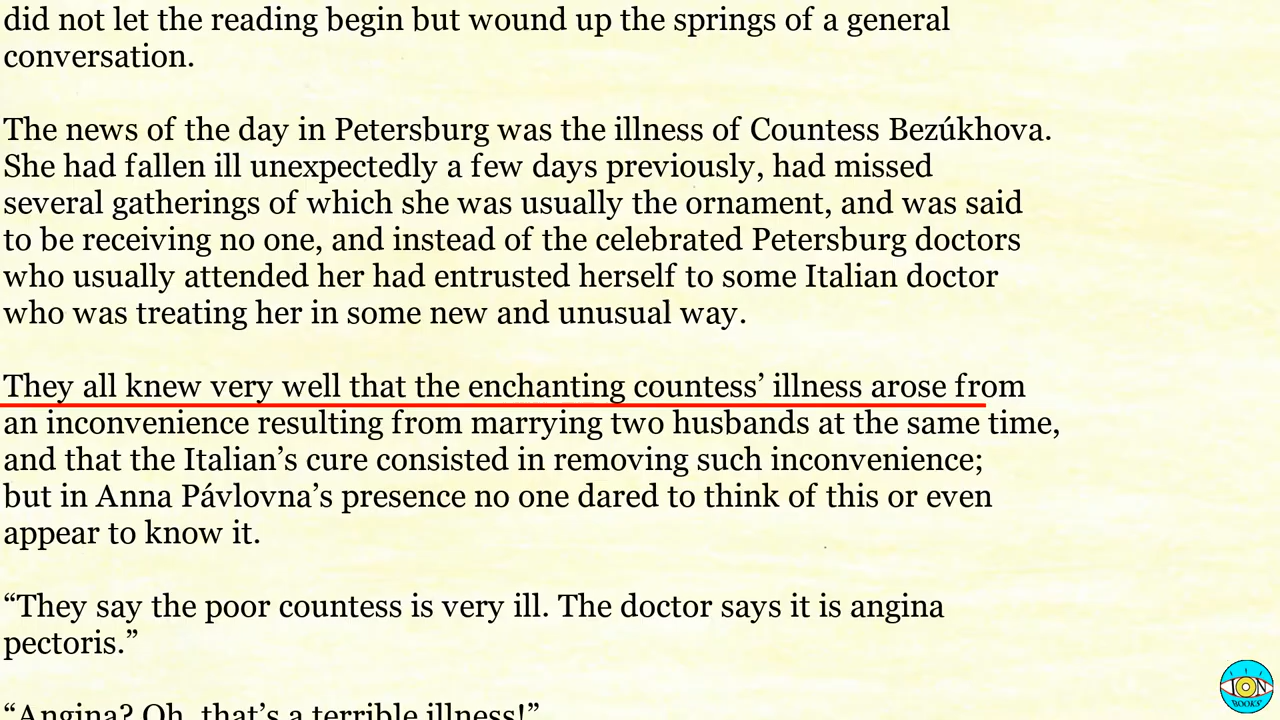 did not let the reading begin but wound up the springs of a general
conversation.
The news of the day in Petersburg was the illness of Countess Bezúkhova.
She had fallen ill unexpectedly a few days previously, had missed
several gatherings of which she was usually the ornament, and was said
to be receiving no one, and instead of the celebrated Petersburg doctors
who usually attended her had entrusted herself to some Italian doctor
who was treating her in some new and unusual way.
They all knew very well that the enchanting countess’ illness arose from
an inconvenience resulting from marrying two husbands at the same time,
and that the Italian’s cure consisted in removing such inconvenience;
but in Anna Pávlovna’s presence no one dared to think of this or even
appear to know it.
“They say the poor countess is very ill. The doctor says it is angina
pectoris.”
“Angina? Oh, that’s a terrible illness!”
ION
BOOKS